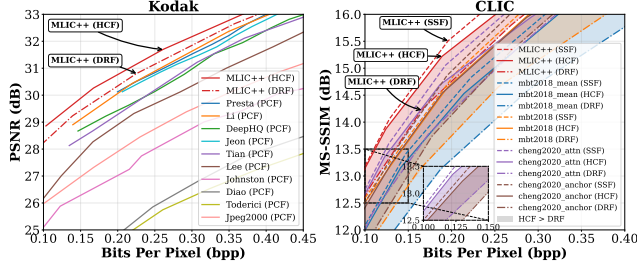 Kodak
PSNR (dB)
33
32
31
30
29
28
27
26
25
MLIC++ (HCF)
MLIC++ (DRF)
MLIC++ (HCF)
MLIC++ (DRF)
Presta (PCF)
Li (PCF)
DeepHQ (PCF)
Jeon (PCF)
Tian (PCF)
Lee (PCF)
Johnston (PCF)
Diao (PCF)
Toderici (PCF)
Jpeg2000 (PCF)
0.10 0.15 0.20 0.25 0.30 0.35 0.40 0.45
Bits Per Pixel (bpp)
CLIC
MS-SSIM (dB)
16.0
15.5
15.0
14.5
14.0
13.5
13.0
12.5
12.0
MLIC++ (SSF)
MLIC++ (HCF)
MLIC++ (DRF)
MLIC++ (SSF)
MLIC++ (HCF)
MLIC++ (DRF)
mbt2018_mean (SSF)
mbt2018_mean (HCF)
mbt2018_mean (DRF)
mbt2018 (SSF)
mbt2018 (HCF)
mbt2018 (DRF)
cheng2020_attn (SSF)
cheng2020_attn (HCF)
cheng2020_attn (DRF)
cheng2020_anchor (SSF)
cheng2020_anchor (HCF)
cheng2020_anchor (DRF)
HCF > DRF
13.5
12.5
0.100 0.125 0.150
0.10 0.15 0.20 0.25 0.30 0.35 0.40
Bits Per Pixel (bpp)